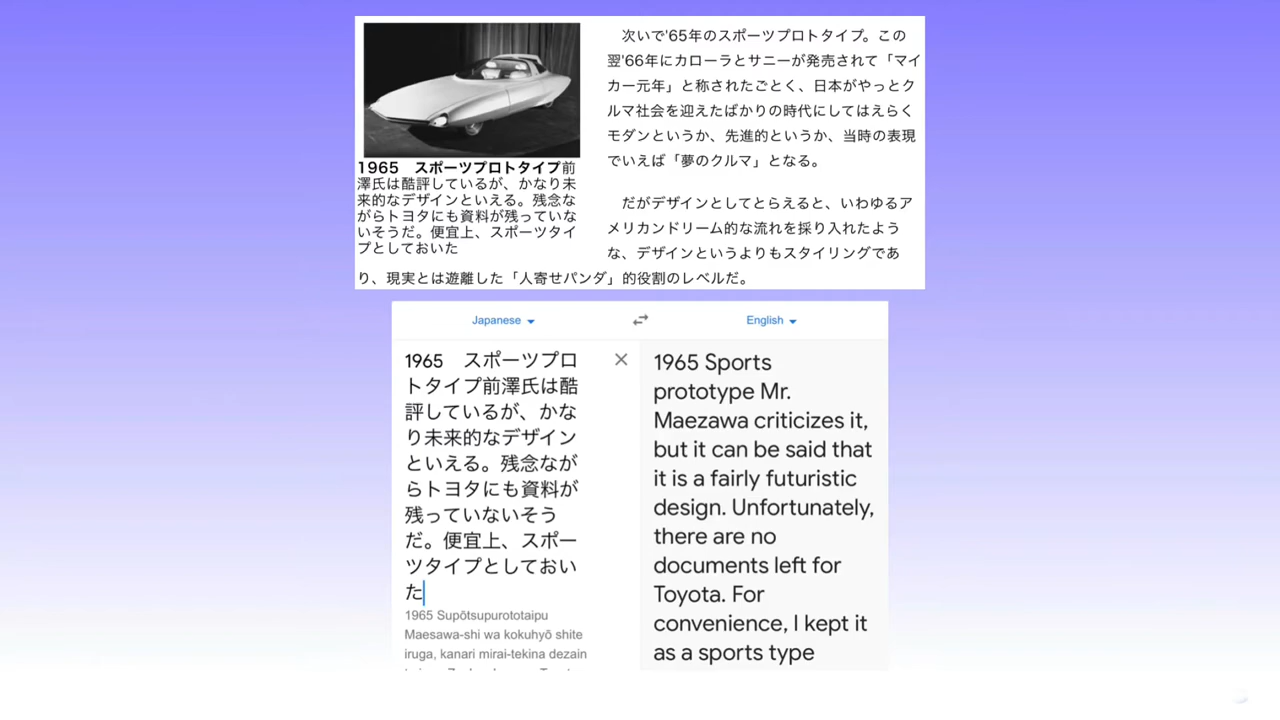 1965　スポーツプロトタイプ前
澤氏は酷評しているが、かなり未
来的なデザインといえる。残念な
がらトヨタにも資料が残っていな
いそうだ。便宜上、スポーツタイ
プとしておいた
次いで'65年のスポーツプロトタイプ。この
翌'66年にカローラとサニーが発売されて「マイ
カー元年」と称されたごとく、日本がやっとク
ルマ社会を迎えたばかりの時代にしてはえらく
モダンというか、先進的というか、当時の表現
でいえば「夢のクルマ」となる。
だがデザインとしてとらえると、いわゆるア
メリカンドリーム的な流れを採り入れたよう
な、デザインというよりもスタイリングであ
り、現実とは遊離した「人寄せパンダ」的役割のレベルだ。
Japanese
English
1965　スポーツプロ
トタイプ前澤氏は酷
評しているが、かな
り未来的なデザイン
といえる。残念なが
らトヨタにも資料が
残っていないそう
だ。便宜上、スポー
ツタイプとしておい
た
1965 Supōtsupurototaipu
Maesawa-shi wa kokuhyō shite
iruga, kanari mirai-tekina dezain
1965 Sports
prototype Mr.
Maezawa criticizes it,
but it can be said that
it is a fairly futuristic
design. Unfortunately,
there are no
documents left for
Toyota. For
convenience, I kept it
as a sports type